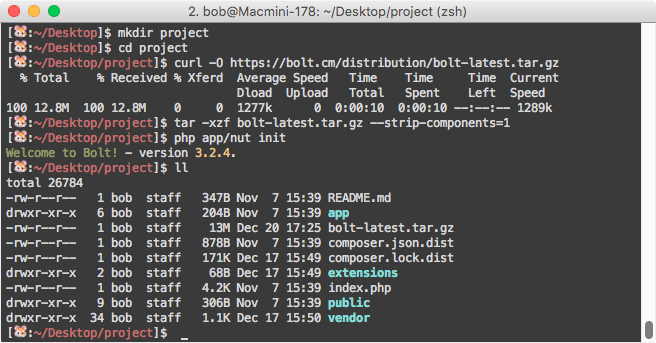 2. bob@Macmini-178: ~/Desktop/project (zsh)
[🐹:~/Desktop]$ mkdir project
[🐹:~/Desktop]$ cd project
[🐹:~/Desktop/project]$ curl -O https://bolt.cm/distribution/bolt-latest.tar.gz
  % Total    % Received % Xferd  Average Speed   Time    Time     Time  Current
                                 Dload  Upload   Total   Spent    Left  Speed
100 12.8M  100 12.8M    0     0  1277k      0  0:00:10  0:00:10 --:--:-- 1289k
[🐹:~/Desktop/project]$ tar -xzf bolt-latest.tar.gz --strip-components=1
[🐹:~/Desktop/project]$ php app/nut init
Welcome to Bolt! - version 3.2.4.
[🐹:~/Desktop/project]$ ll
total 26784
-rw-r--r--   1 bob  staff   347B Nov  7 15:39 README.md
drwxr-xr-x   6 bob  staff   204B Nov  7 15:39 app
-rw-r--r--   1 bob  staff    13M Dec 20 17:25 bolt-latest.tar.gz
-rw-r--r--   1 bob  staff   878B Nov  7 15:39 composer.json.dist
-rw-r--r--   1 bob  staff   171K Dec 17 15:49 composer.lock.dist
drwxr-xr-x   2 bob  staff    68B Dec 17 15:49 extensions
-rw-r--r--   1 bob  staff   4.2K Nov  7 15:39 index.php
drwxr-xr-x   9 bob  staff   306B Nov  7 15:39 public
drwxr-xr-x  34 bob  staff   1.1K Dec 17 15:50 vendor
[🐹:~/Desktop/project]$ _